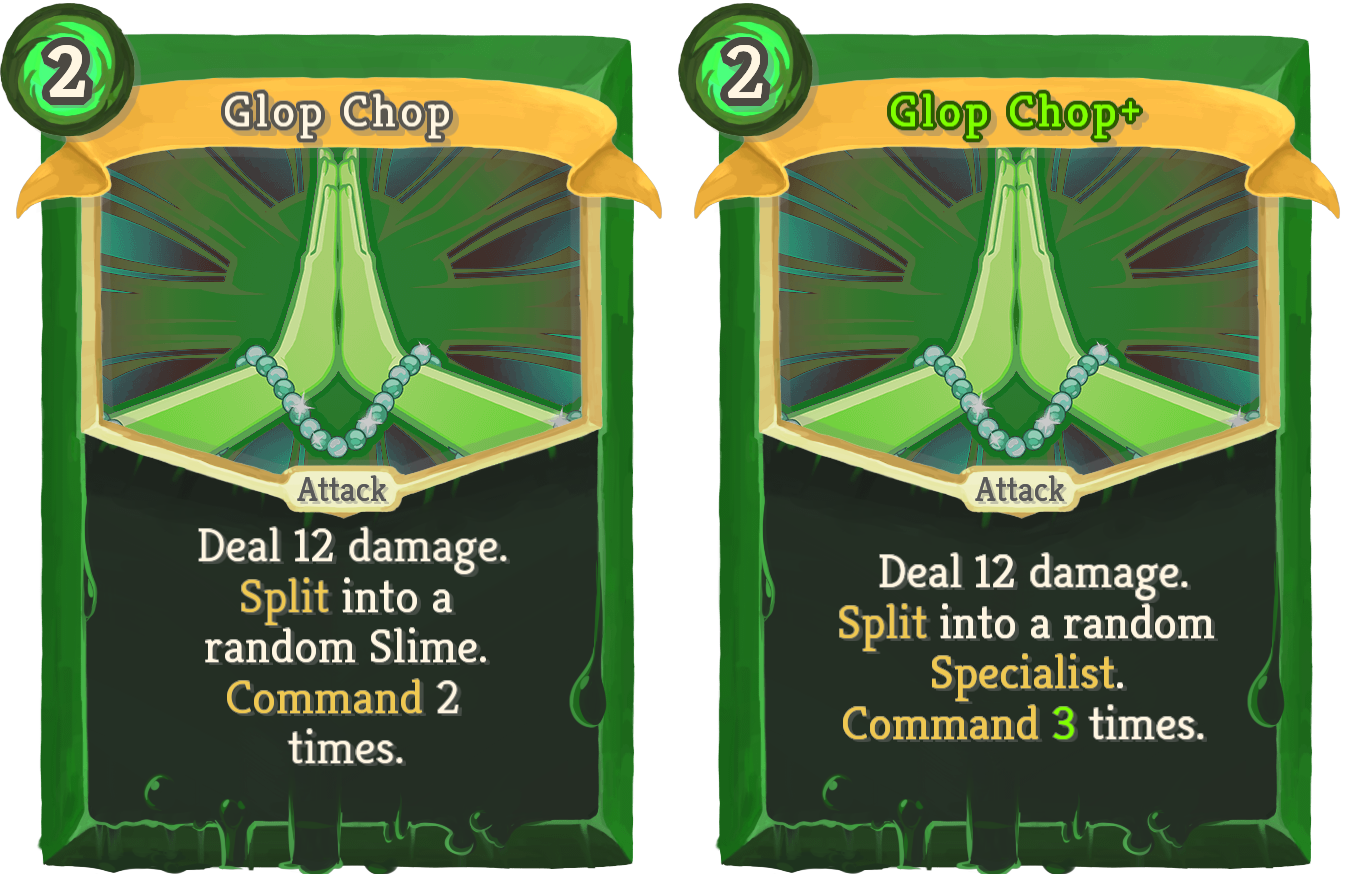 2
Glop Chop
Attack
Deal 12 damage.
Split into a
random Slime.
Command 2
times.
2
Glop Chop+
Attack
Deal 12 damage.
Split into a random
Specialist.
Command 3 times.